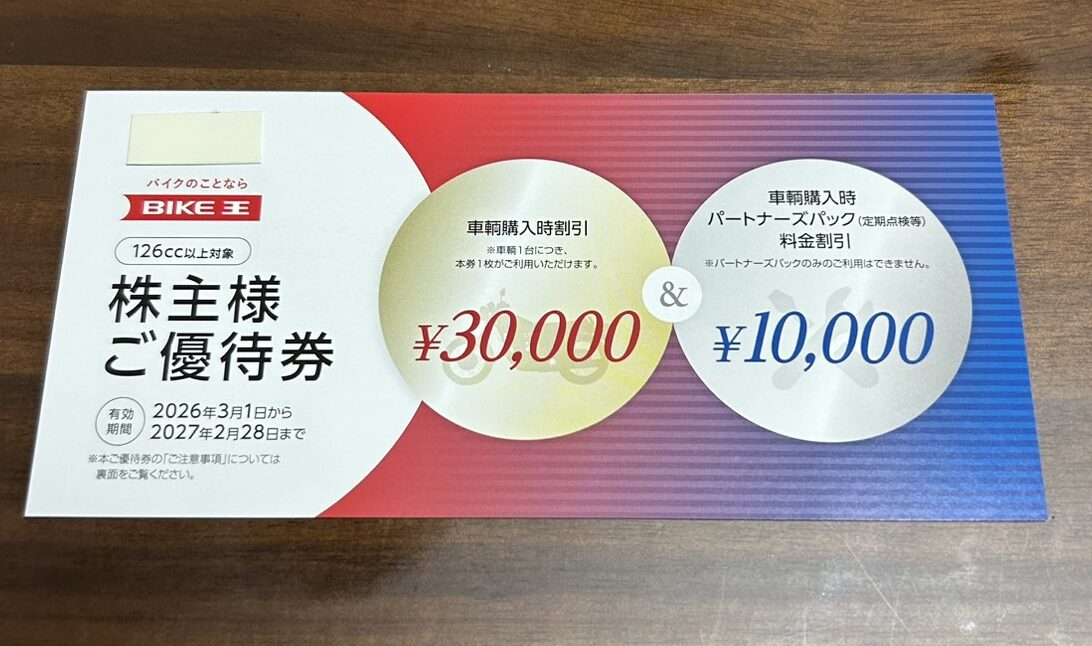 バイクのことなら
BIKE王
126cc以上対象
株主様
ご優待券
有効
期間
2026年3月1日から
2027年2月28日まで
※本ご優待券の「ご注意事項」については
裏面をご覧ください。
車輌購入時割引
※車輌1台につき、
本券1枚がご利用いただけます。
¥30,000
&
車輌購入時
パートナーズパック(定期点検等)
料金割引
※パートナーズパックのみのご利用はできません。
¥10,000